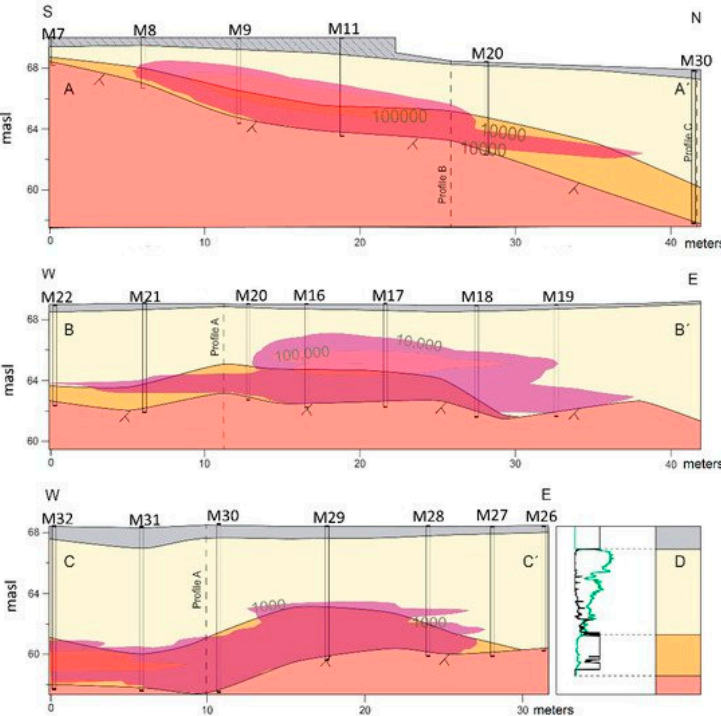 S
N
M7 M8 M9 M11 M20 M30
68
64
60
masl
A A´
100000
10000
10000
Profile B
Profile C
0 10 20 30 40 meters
W
E
M22 M21 M20 M16 M17 M18 M19
68
64
60
masl
B B´
Profile A
100.000
10,000
0 10 20 30 40 meters
W
E
M32 M31 M30 M29 M28 M27 M26
68
64
60
masl
C C´ D
Profile A
1000
1000
0 10 20 30 meters